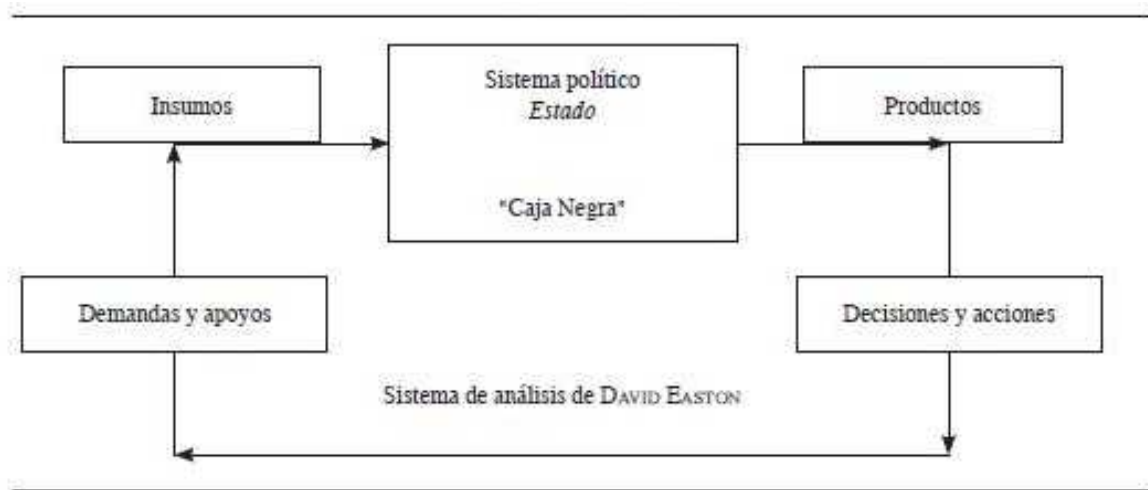 Insumos
Sistema político
Estado
"Caja Negra"
Productos
Demandas y apoyos
Decisiones y acciones
Sistema de análisis de DAVID EASTON